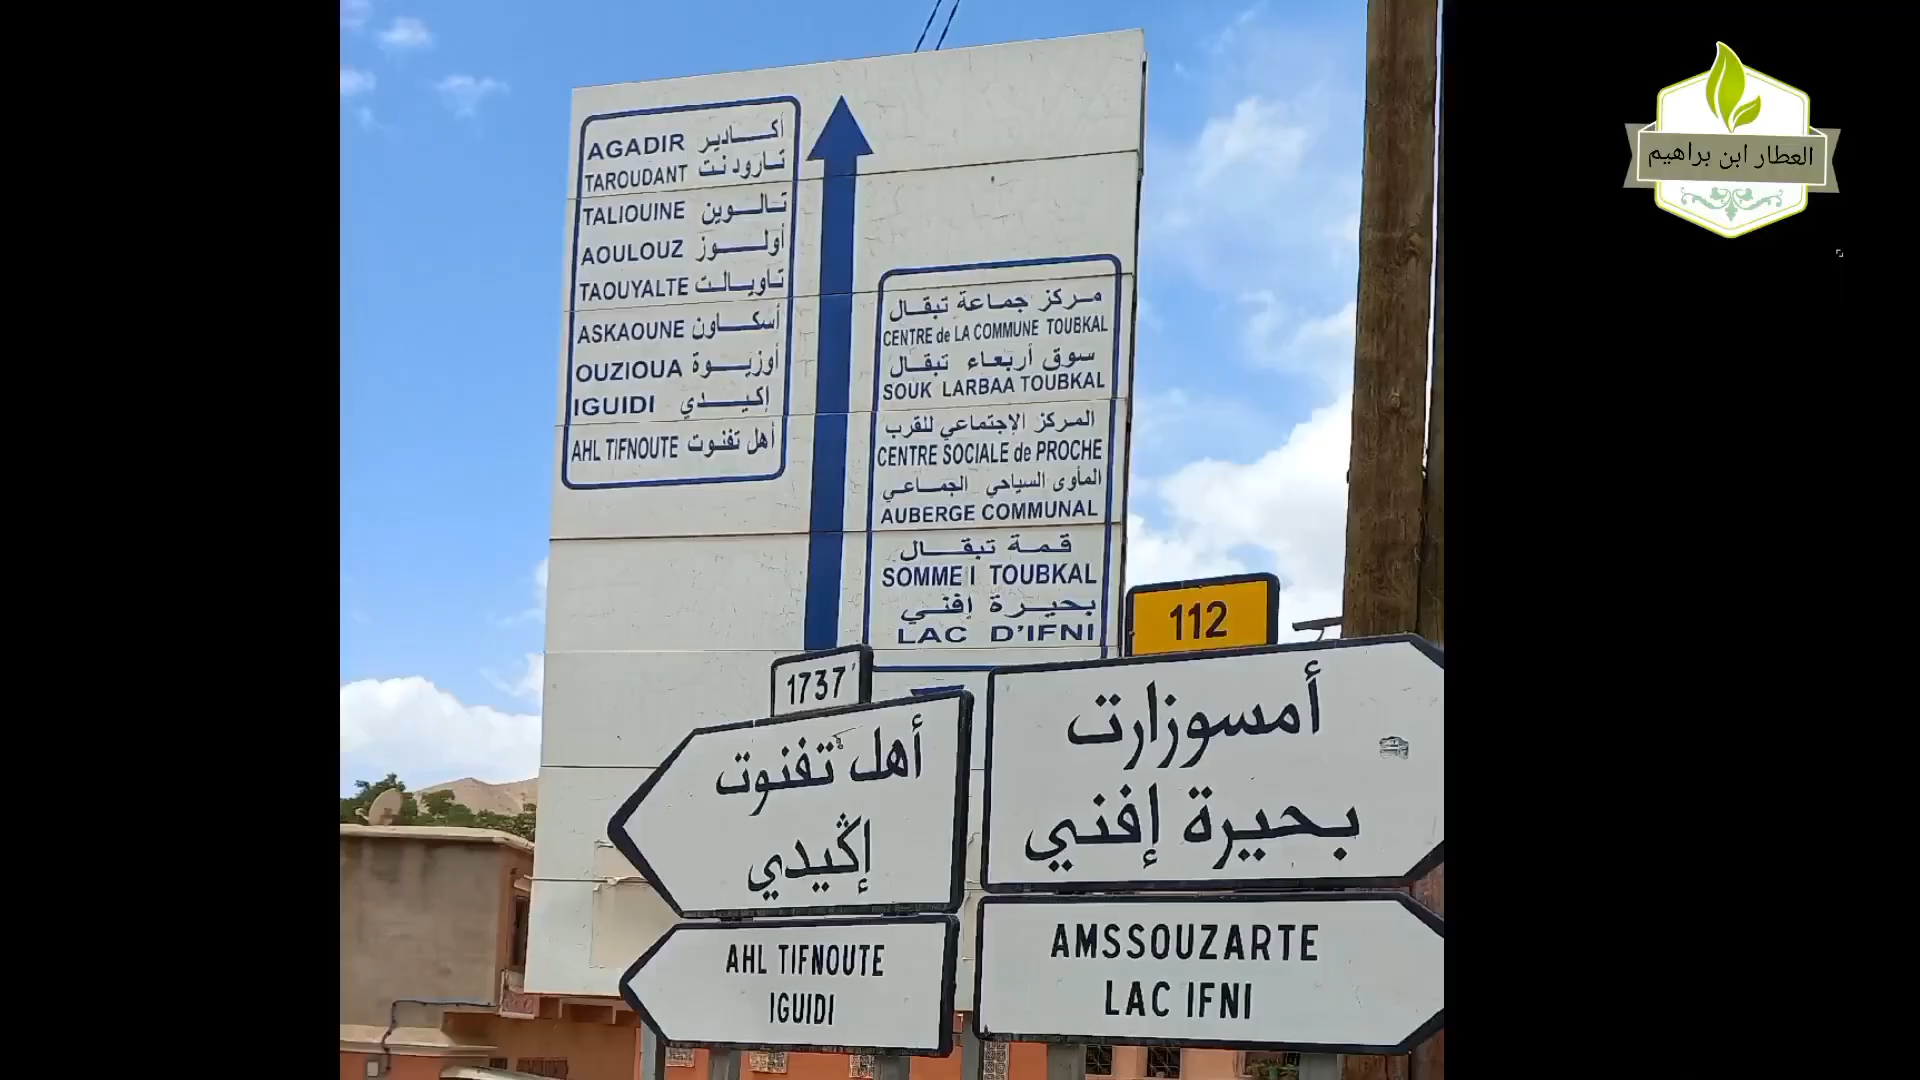 AGADIR أكادير
TAROUDANT تارودنت
TALIOUINE تالوين
AOULOUZ أولوز
TAOUYALTE تاويالت
ASKAOUNE أسكاون
OUZIOUA أوزيوة
IGUIDI إكيدي
AHL TIFNOUTE أهل تفنوت
مركز جماعة تبقال
CENTRE de LA COMMUNE TOUBKAL
سوق أربعاء تبقال
SOUK LARBAA TOUBKAL
المركز الإجتماعي للقرب
CENTRE SOCIALE de PROCHE
المأوى السياحي الجماعي
AUBERGE COMMUNAL
قمة تبقال
SOMMEI TOUBKAL
بحيرة إفني
LAC D'IFNI
1737
أهل تفنوت
إڭيدي
AHL TIFNOUTE
IGUIDI
112
أمسوزارت
بحيرة إفني
AMSSOUZARTE
LAC IFNI
العطار ابن براهيم